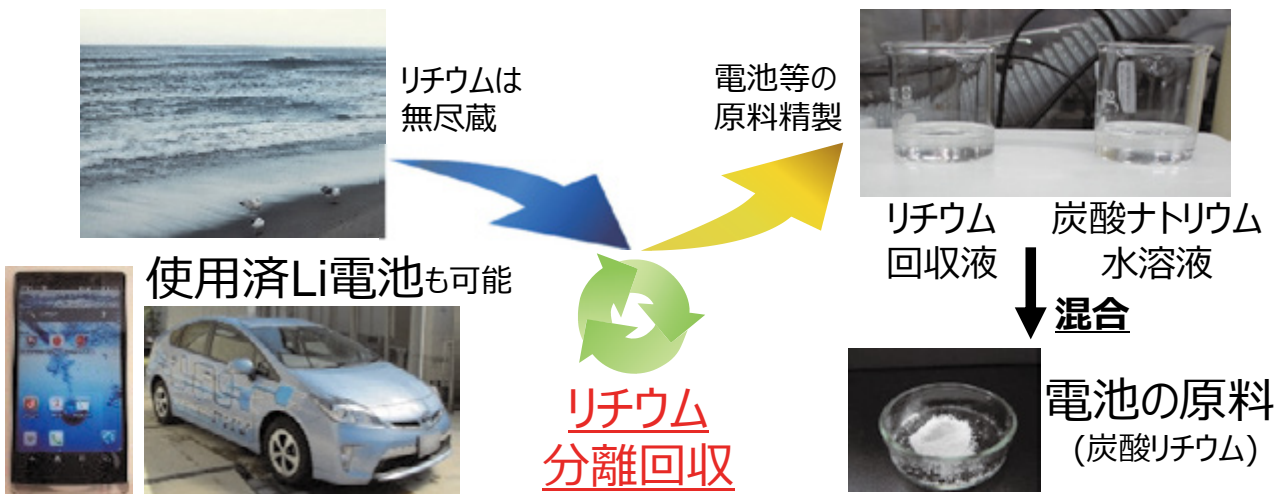 リチウムは
無尽蔵
電池等の
原料精製
リチウム
回収液
炭酸ナトリウム
水溶液
混合
使用済Li電池も可能
リチウム
分離回収
電池の原料
(炭酸リチウム)